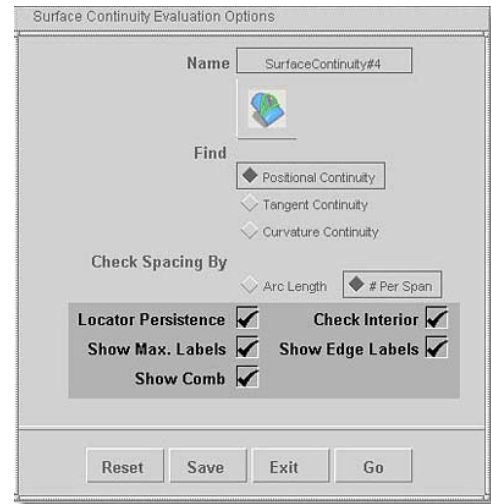 Surface Continuity Evaluation Options
Name SurfaceContinuity#4
Find
Positional Continuity
Tangent Continuity
Curvature Continuity
Check Spacing By
Arc Length # Per Span
Locator Persistence Check Interior
Show Max. Labels Show Edge Labels
Show Comb
Reset Save Exit Go